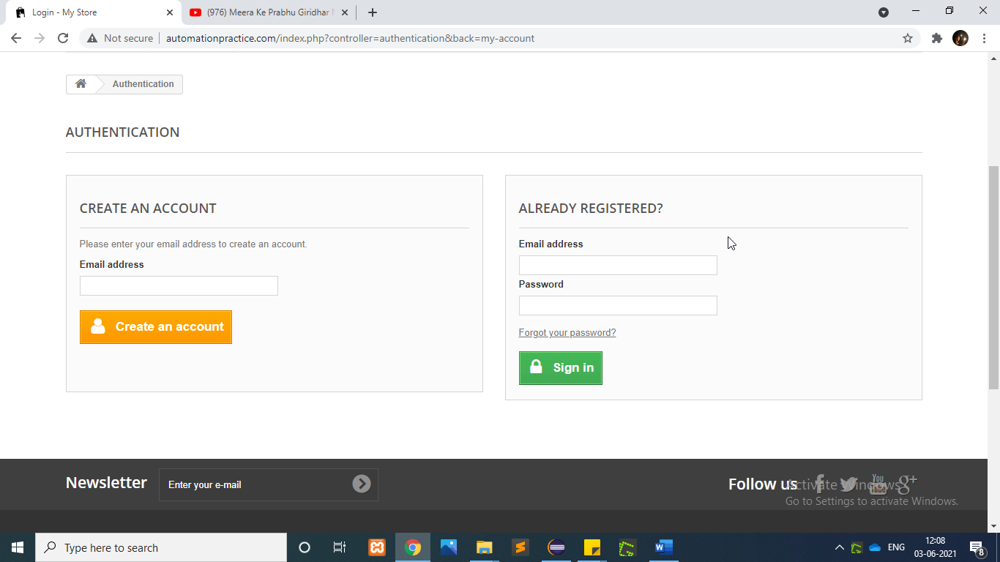 Login - My Store
(976) Meera Ke Prabhu Giridhar
Not secure
automationpractice.com/index.php?controller=authentication&back=my-account
Authentication
AUTHENTICATION
CREATE AN ACCOUNT
Please enter your email address to create an account.
Email address
Create an account
ALREADY REGISTERED?
Email address
Password
Forgot your password?
Sign in
Newsletter
Enter your e-mail
Follow us
You
Tube
g+
Activate Windows
Go to Settings to activate Windows.
Type here to search
ENG
12:08
03-06-2021
8